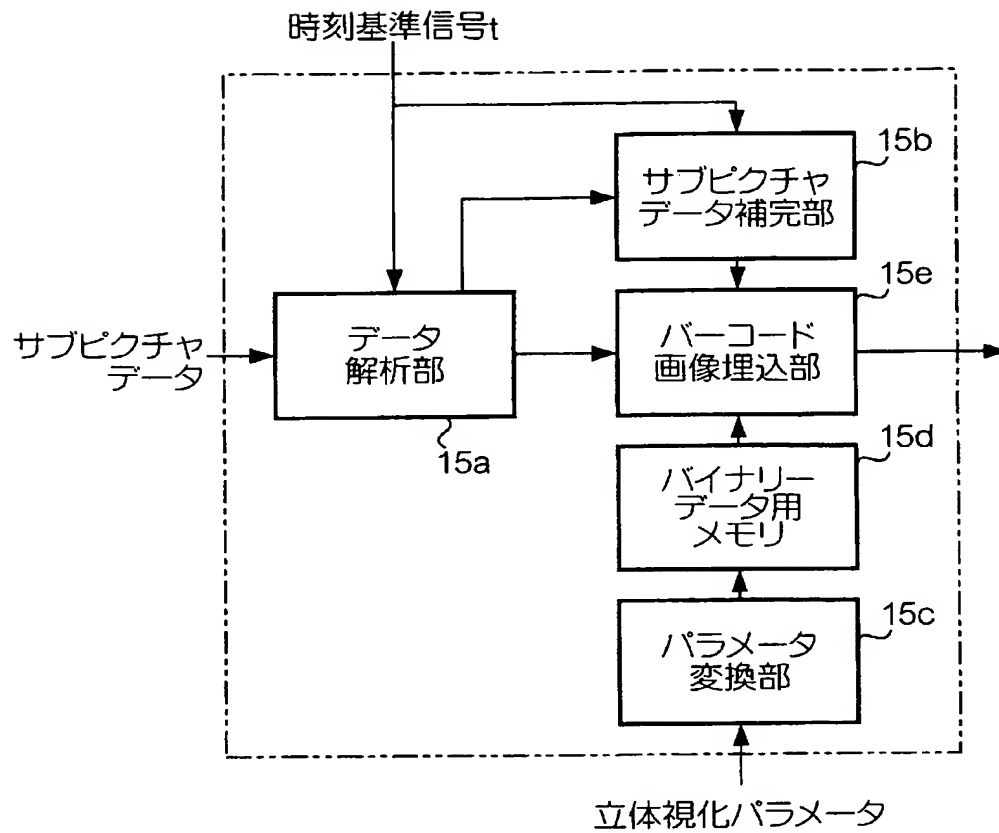 時刻基準信号t
15b
サブピクチャ
データ補完部
15e
サブピクチャ
データ
データ
解析部
バーコード
画像埋込部
15a
15d
バイナリー
データ用
メモリ
15c
パラメータ
変換部
立体視化パラメータ